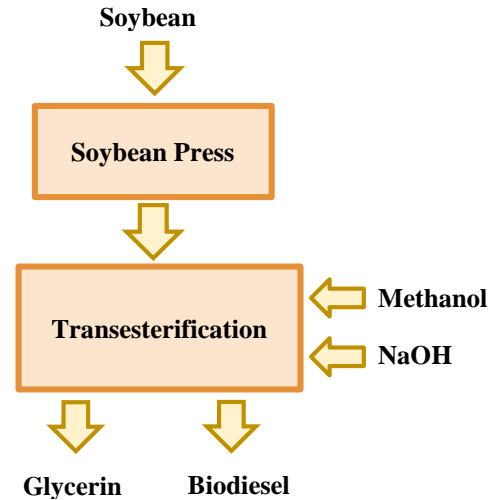 Soybean
Soybean Press
Transesterification
Methanol
NaOH
Glycerin
Biodiesel